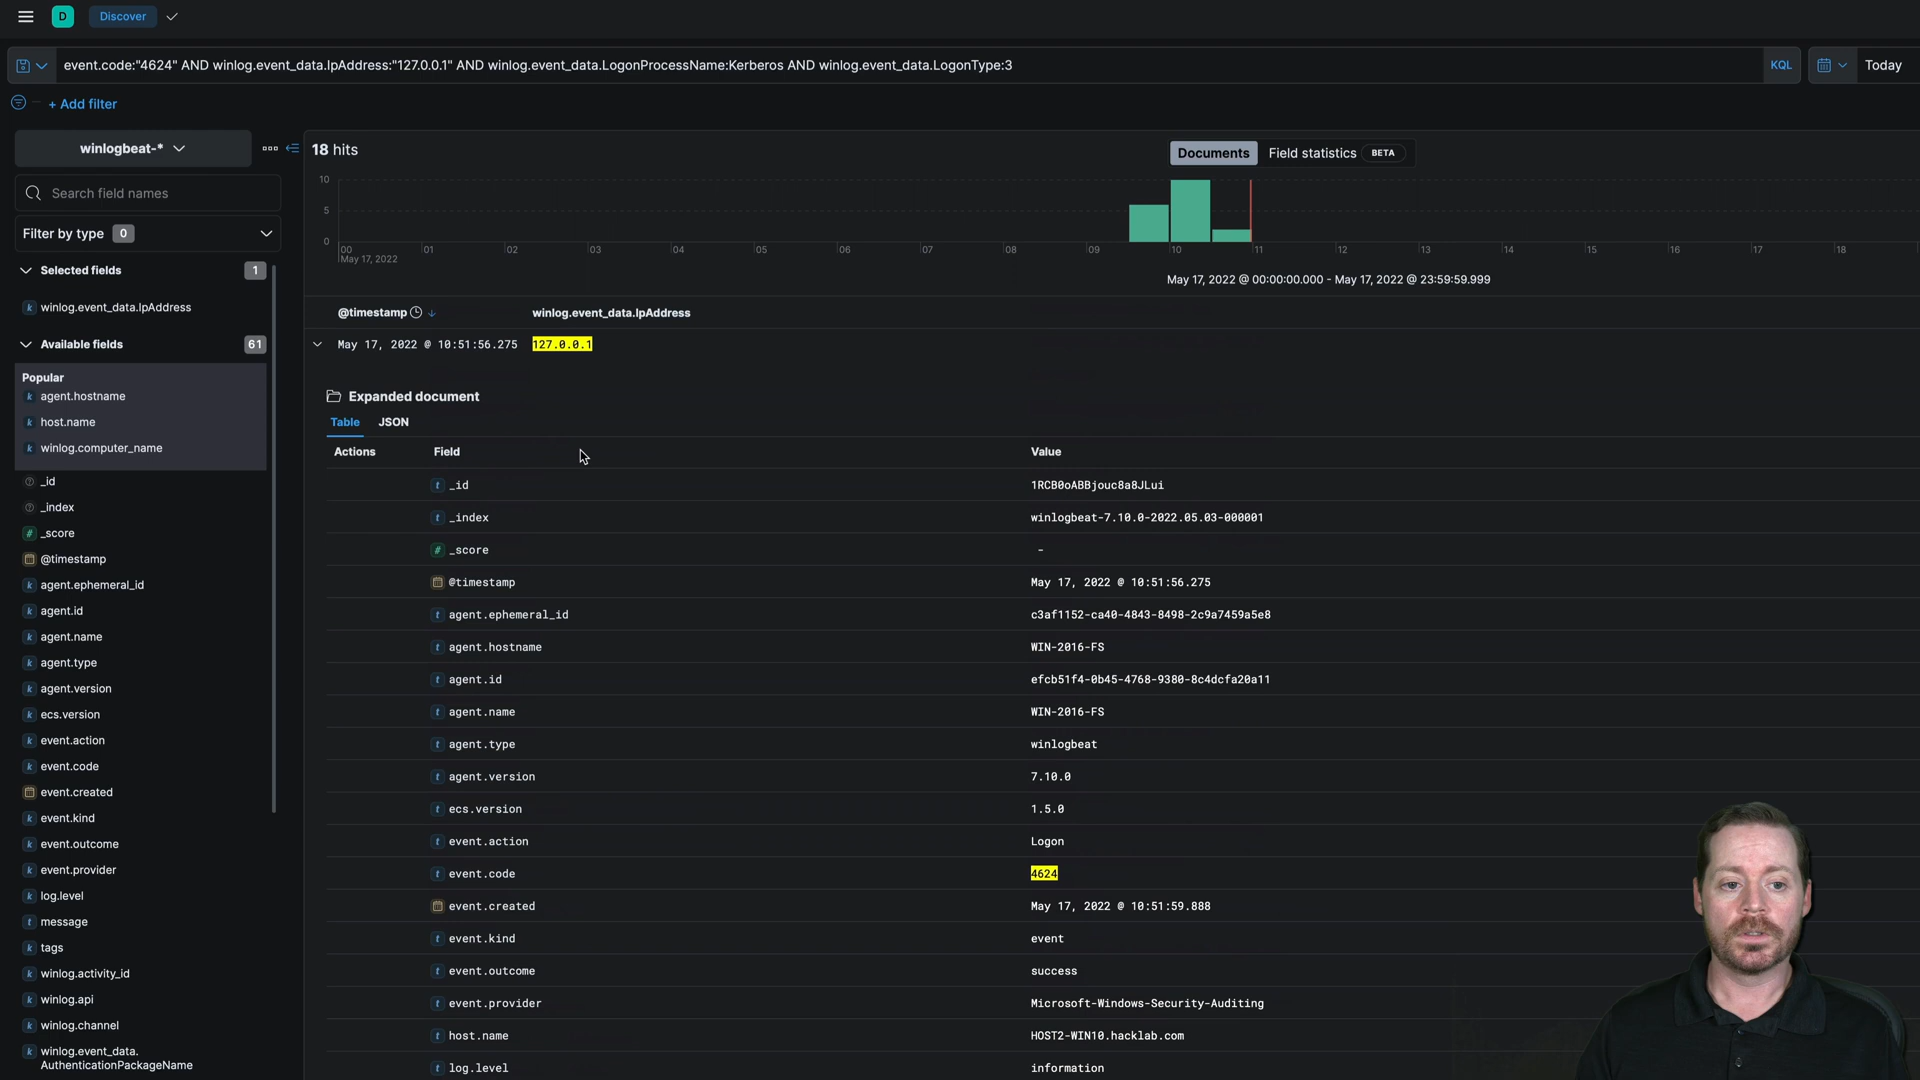 D
Discover
event.code:"4624" AND winlog.event_data.IpAddress:"127.0.0.1" AND winlog.event_data.LogonProcessName:Kerberos AND winlog.event_data.LogonType:3
KQL
Today
+ Add filter
winlogbeat-*
18 hits
Documents
Field statistics
BETA
Search field names
Filter by type 0
10
5
0
00
01
02
03
04
05
06
07
08
09
10
11
12
13
14
15
16
17
18
May 17, 2022
May 17, 2022 @ 00:00:00.000 - May 17, 2022 @ 23:59:59.999
Selected fields 1
k winlog.event_data.IpAddress
Available fields 61
Popular
k agent.hostname
k host.name
k winlog.computer_name
? _id
? _index
# _score
@timestamp
k agent.ephemeral_id
k agent.id
k agent.name
k agent.type
k agent.version
k ecs.version
k event.action
k event.code
event.created
k event.kind
k event.outcome
k event.provider
k log.level
t message
k tags
k winlog.activity_id
k winlog.api
k winlog.channel
k winlog.event_data.
AuthenticationPackageName
@timestamp
winlog.event_data.IpAddress
May 17, 2022 @ 10:51:56.275
127.0.0.1
Expanded document
Table
JSON
Actions
Field
Value
t _id
1RCB0oABBjouc8a8JLui
t _index
winlogbeat-7.10.0-2022.05.03-000001
# _score
-
@timestamp
May 17, 2022 @ 10:51:56.275
t agent.ephemeral_id
c3af1152-ca40-4843-8498-2c9a7459a5e8
t agent.hostname
WIN-2016-FS
t agent.id
efcb51f4-0b45-4768-9380-8c4dcfa20a11
t agent.name
WIN-2016-FS
t agent.type
winlogbeat
t agent.version
7.10.0
t ecs.version
1.5.0
t event.action
Logon
t event.code
4624
event.created
May 17, 2022 @ 10:51:59.888
t event.kind
event
t event.outcome
success
t event.provider
Microsoft-Windows-Security-Auditing
t host.name
HOST2-WIN10.hacklab.com
t log.level
information